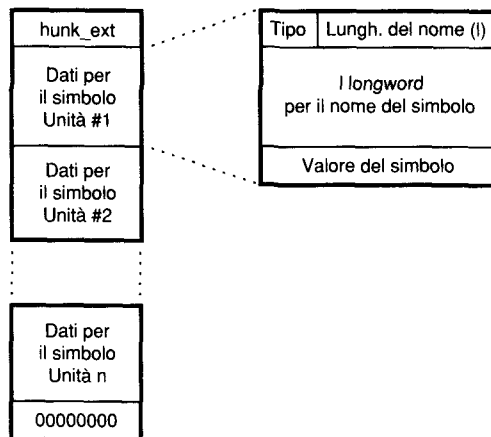 hunk_ext
Dati per
il simbolo
Unità #1
Dati per
il simbolo
Unità #2
Dati per
il simbolo
Unità n
00000000
Tipo
Lungh. del nome (l)
l longword
per il nome del simbolo
Valore del simbolo